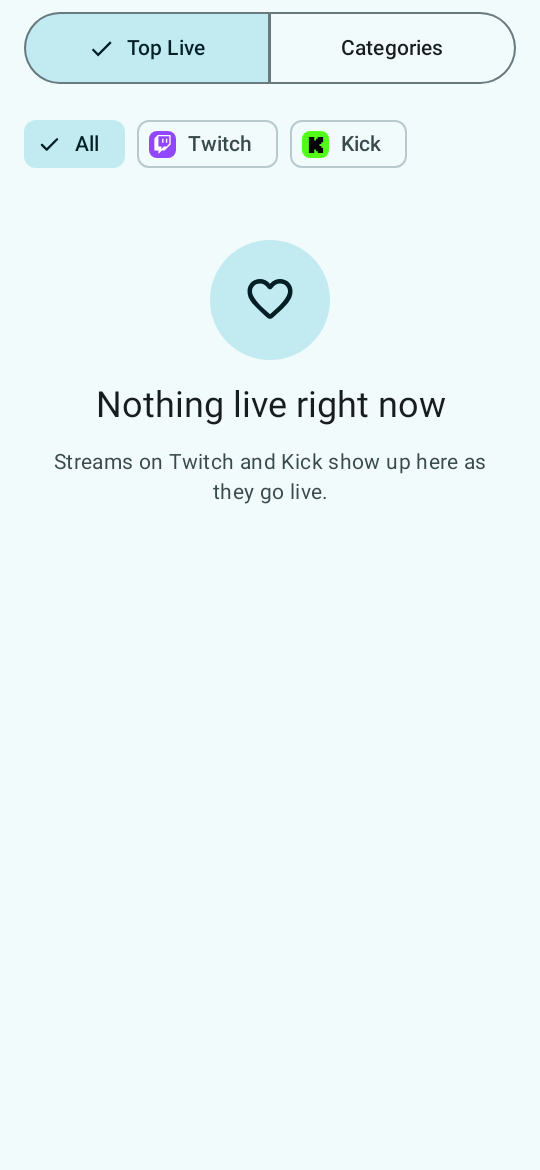 Top Live
Categories
All
Twitch
Kick
Nothing live right now
Streams on Twitch and Kick show up here as
they go live.